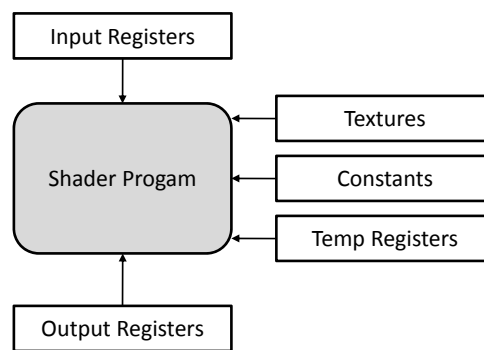 Input Registers
Textures
Shader Progam
Constants
Temp Registers
Output Registers